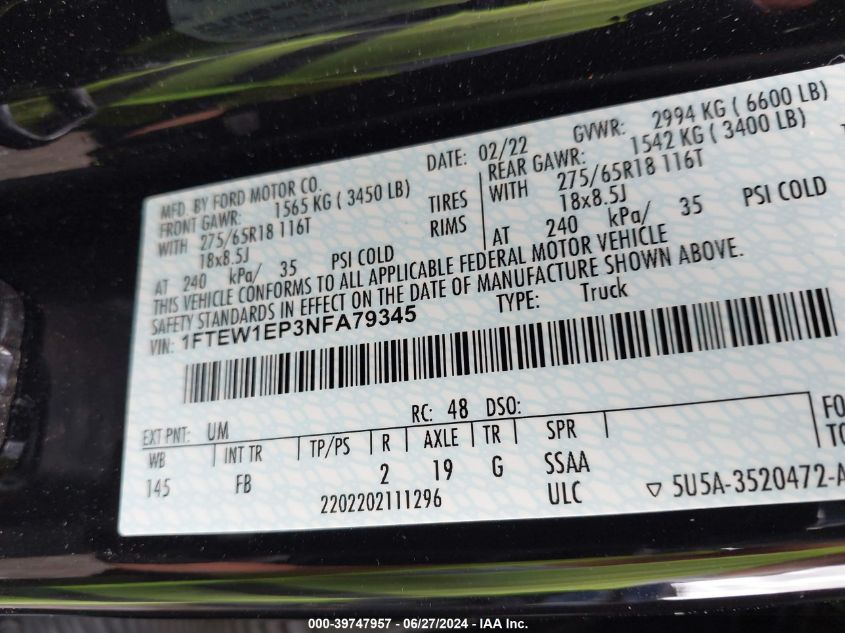 MFD. BY FORD MOTOR CO.
DATE: 02/22
GVWR: 2994 KG ( 6600 LB)
FRONT GAWR: 1565 KG ( 3450 LB)
REAR GAWR: 1542 KG ( 3400 LB)
WITH 275/65R18 116T
TIRES
WITH 275/65R18 116T
18x8.5J
RIMS
18x8.5J
AT 240 kPa/ 35 PSI COLD
AT 240 kPa/ 35 PSI COLD
THIS VEHICLE CONFORMS TO ALL APPLICABLE FEDERAL MOTOR VEHICLE
SAFETY STANDARDS IN EFFECT ON THE DATE OF MANUFACTURE SHOWN ABOVE.
VIN: 1FTEW1EP3NFA79345
TYPE: Truck
EXT PNT: UM RC: 48 DSO:
WB INT TR TP/PS R AXLE TR SPR
145 FB 2 19 G SSAA
2202202111296 ULC
▽ 5U5A-3520472-A
FO
TO
000-39747957 - 06/27/2024 - IAA Inc.